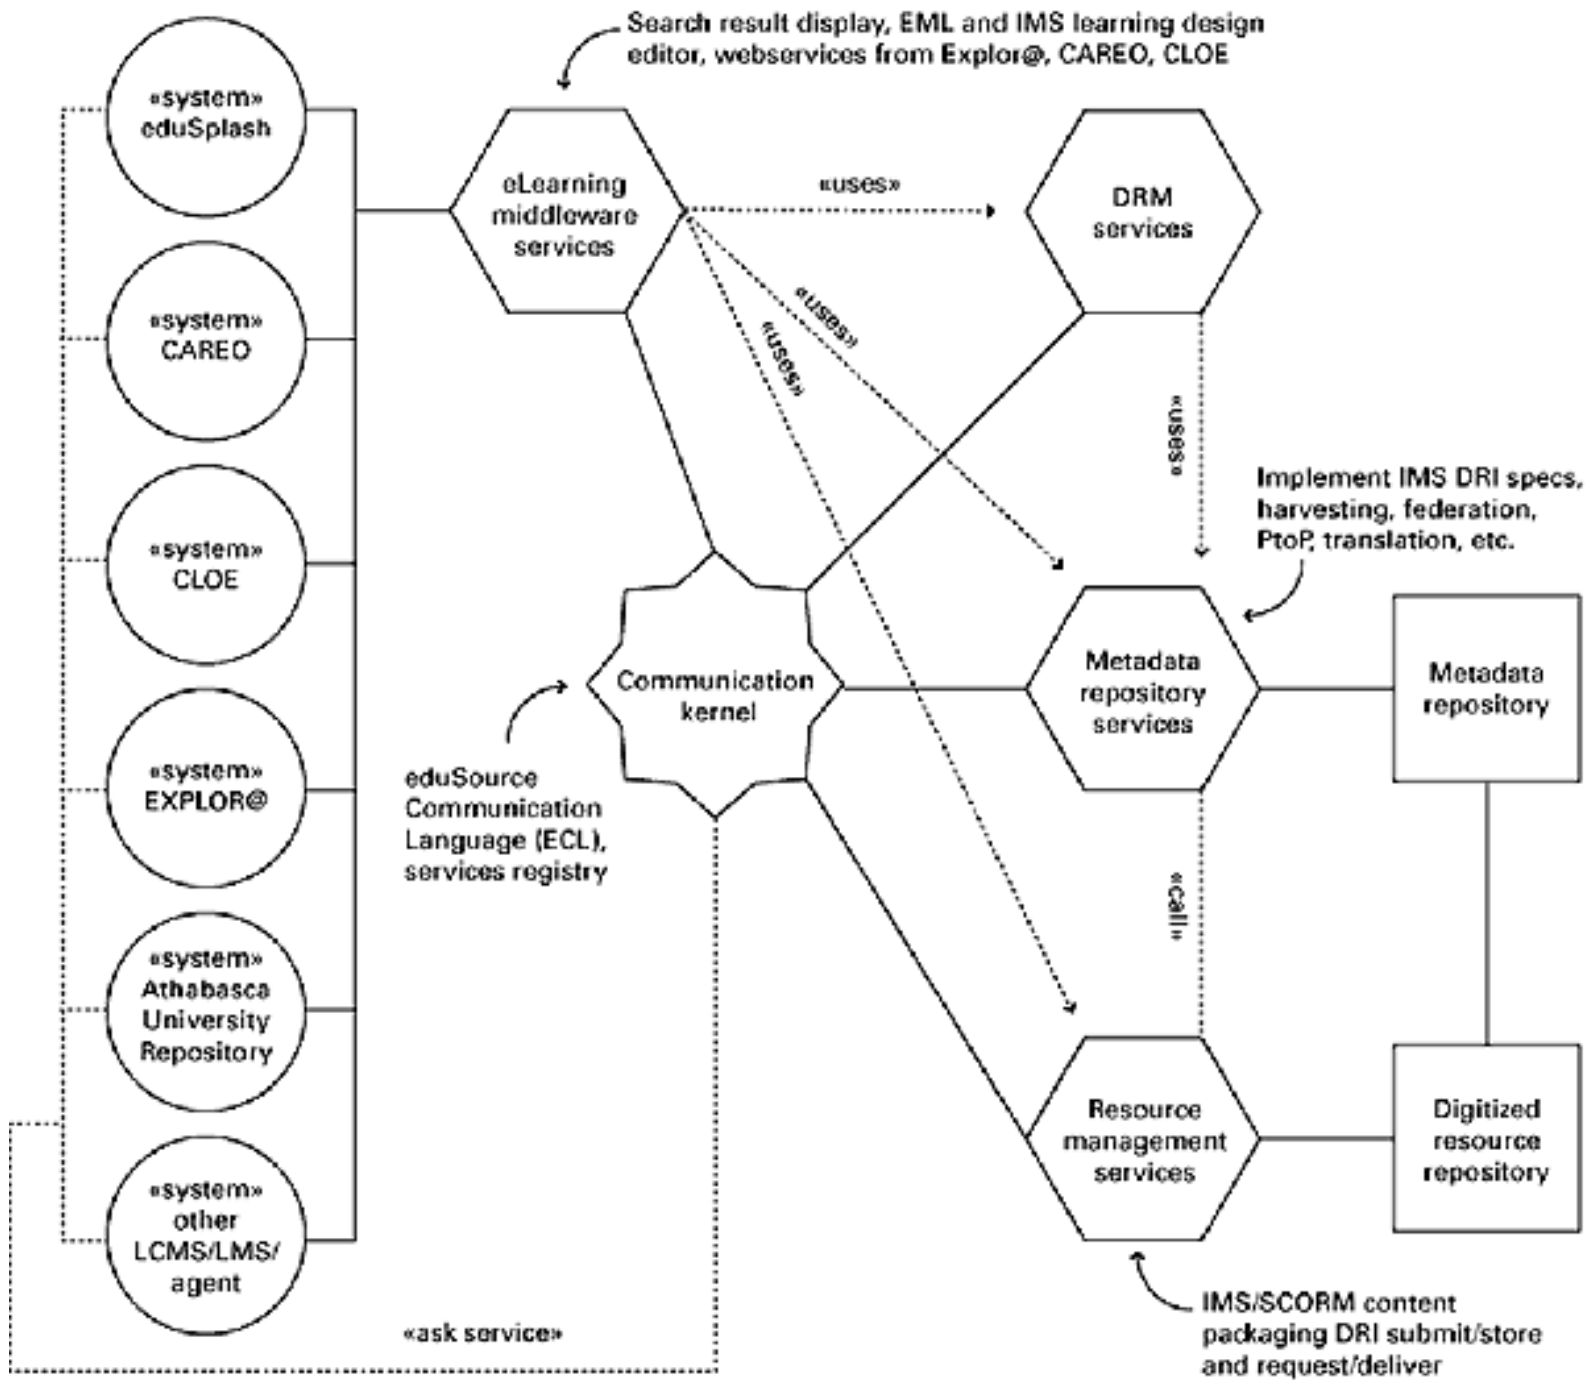 Search result display, EML and IMS learning design
editor, webservices from Explor@, CAREO, CLOE
«system»
eduSplash
eLearning
middleware
services
«uses»
DRM
services
«system»
CAREO
«uses»
«uses»
«uses»
Implement IMS DRI specs,
harvesting, federation,
PtoP, translation, etc.
«system»
CLOE
Communication
kernel
Metadata
repository
services
Metadata
repository
«system»
EXPLOR@
eduSource
Communication
Language (ECL),
services registry
«call»
«system»
Athabasca
University
Repository
Resource
management
services
Digitized
resource
repository
«system»
other
LCMS/LMS/
agent
«ask service»
IMS/SCORM content
packaging DRI submit/store
and request/deliver